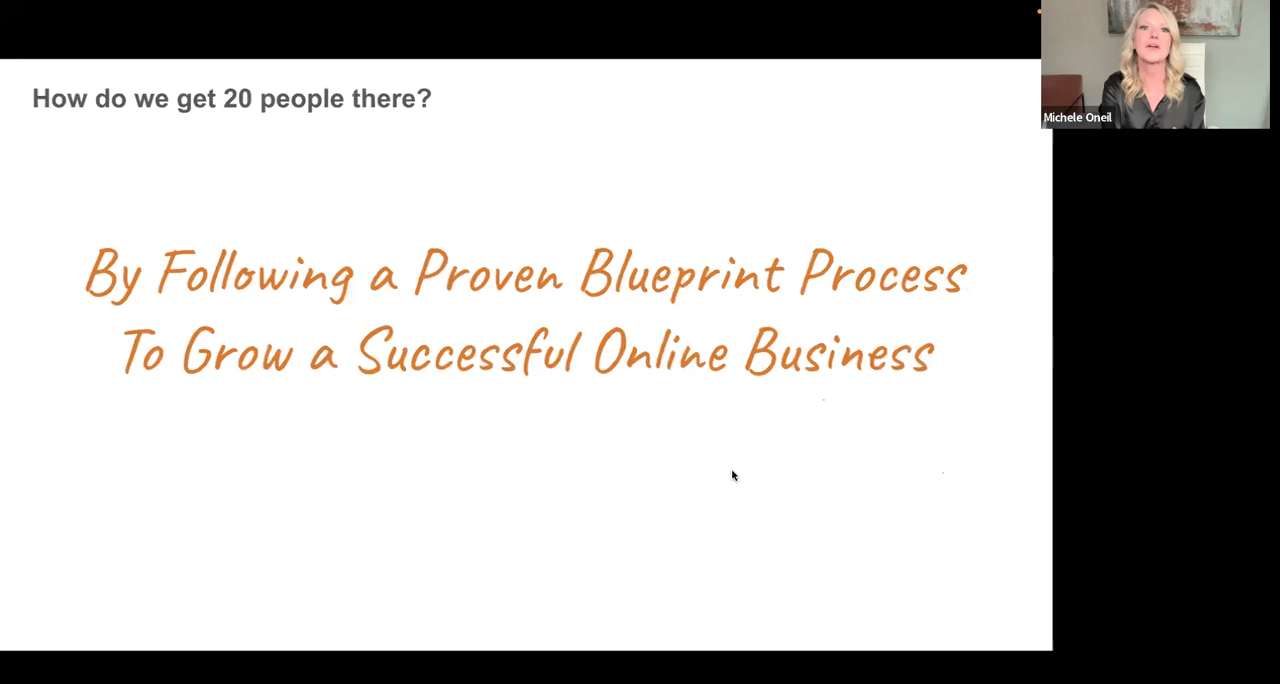 How do we get 20 people there?
By Following a Proven Blueprint Process
To Grow a Successful Online Business
Michele Oneil